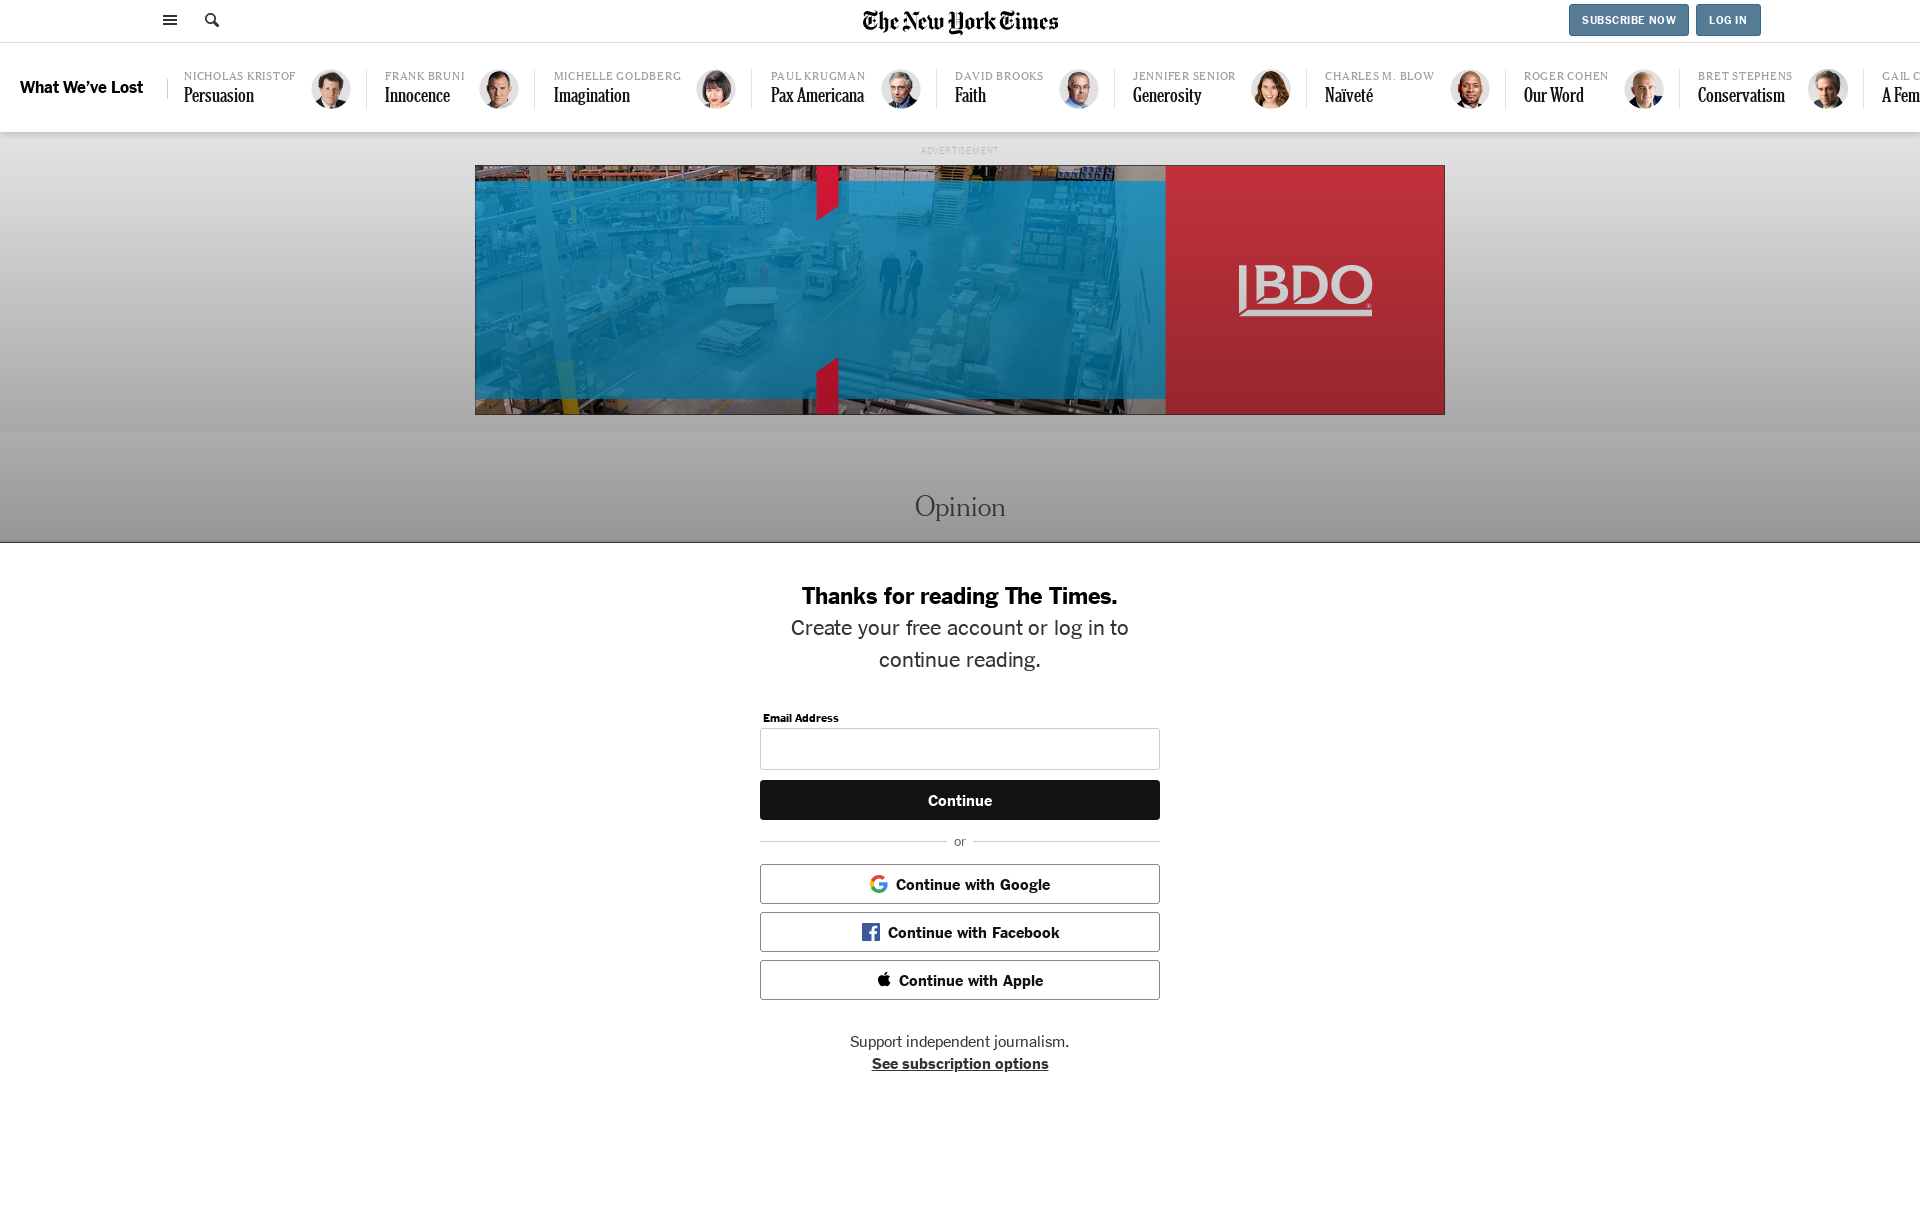 The New York Times
SUBSCRIBE NOW
LOG IN
What We’ve Lost
NICHOLAS KRISTOF
Persuasion
FRANK BRUNI
Innocence
MICHELLE GOLDBERG
Imagination
PAUL KRUGMAN
Pax Americana
DAVID BROOKS
Faith
JENNIFER SENIOR
Generosity
CHARLES M. BLOW
Naïveté
ROGER COHEN
Our Word
BRET STEPHENS
Conservatism
GAIL C
A Fem
ADVERTISEMENT
BDO
Opinion
Thanks for reading The Times.
Create your free account or log in to
continue reading.
Email Address
Continue
or
Continue with Google
Continue with Facebook
Continue with Apple
Support independent journalism.
See subscription options